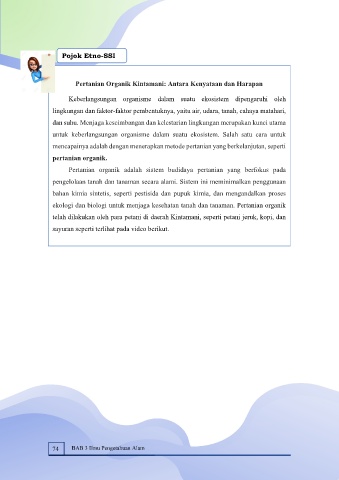 Pojok Etno-SSI
Pertanian Organik Kintamani: Antara Kenyataan dan Harapan
Keberlangsungan organisme dalam suatu ekosistem dipengaruhi oleh
lingkungan dan faktor-faktor pembentuknya, yaitu air, udara, tanah, cahaya matahari,
dan suhu. Menjaga keseimbangan dan kelestarian lingkungan merupakan kunci utama
untuk keberlangsungan organisme dalam suatu ekosistem. Salah satu cara untuk
mencapainya adalah dengan menerapkan metode pertanian yang berkelanjutan, seperti
pertanian organik.
Pertanian organik adalah sistem budidaya pertanian yang berfokus pada
pengelolaan tanah dan tanaman secara alami. Sistem ini meminimalkan penggunaan
bahan kimia sintetis, seperti pestisida dan pupuk kimia, dan mengandalkan proses
ekologi dan biologi untuk menjaga kesehatan tanah dan tanaman. Pertanian organik
telah dilakukan oleh para petani di daerah Kintamani, seperti petani jeruk, kopi, dan
sayuran seperti terlihat pada video berikut.
74 BAB 3 Ilmu Pengetahuan Alam